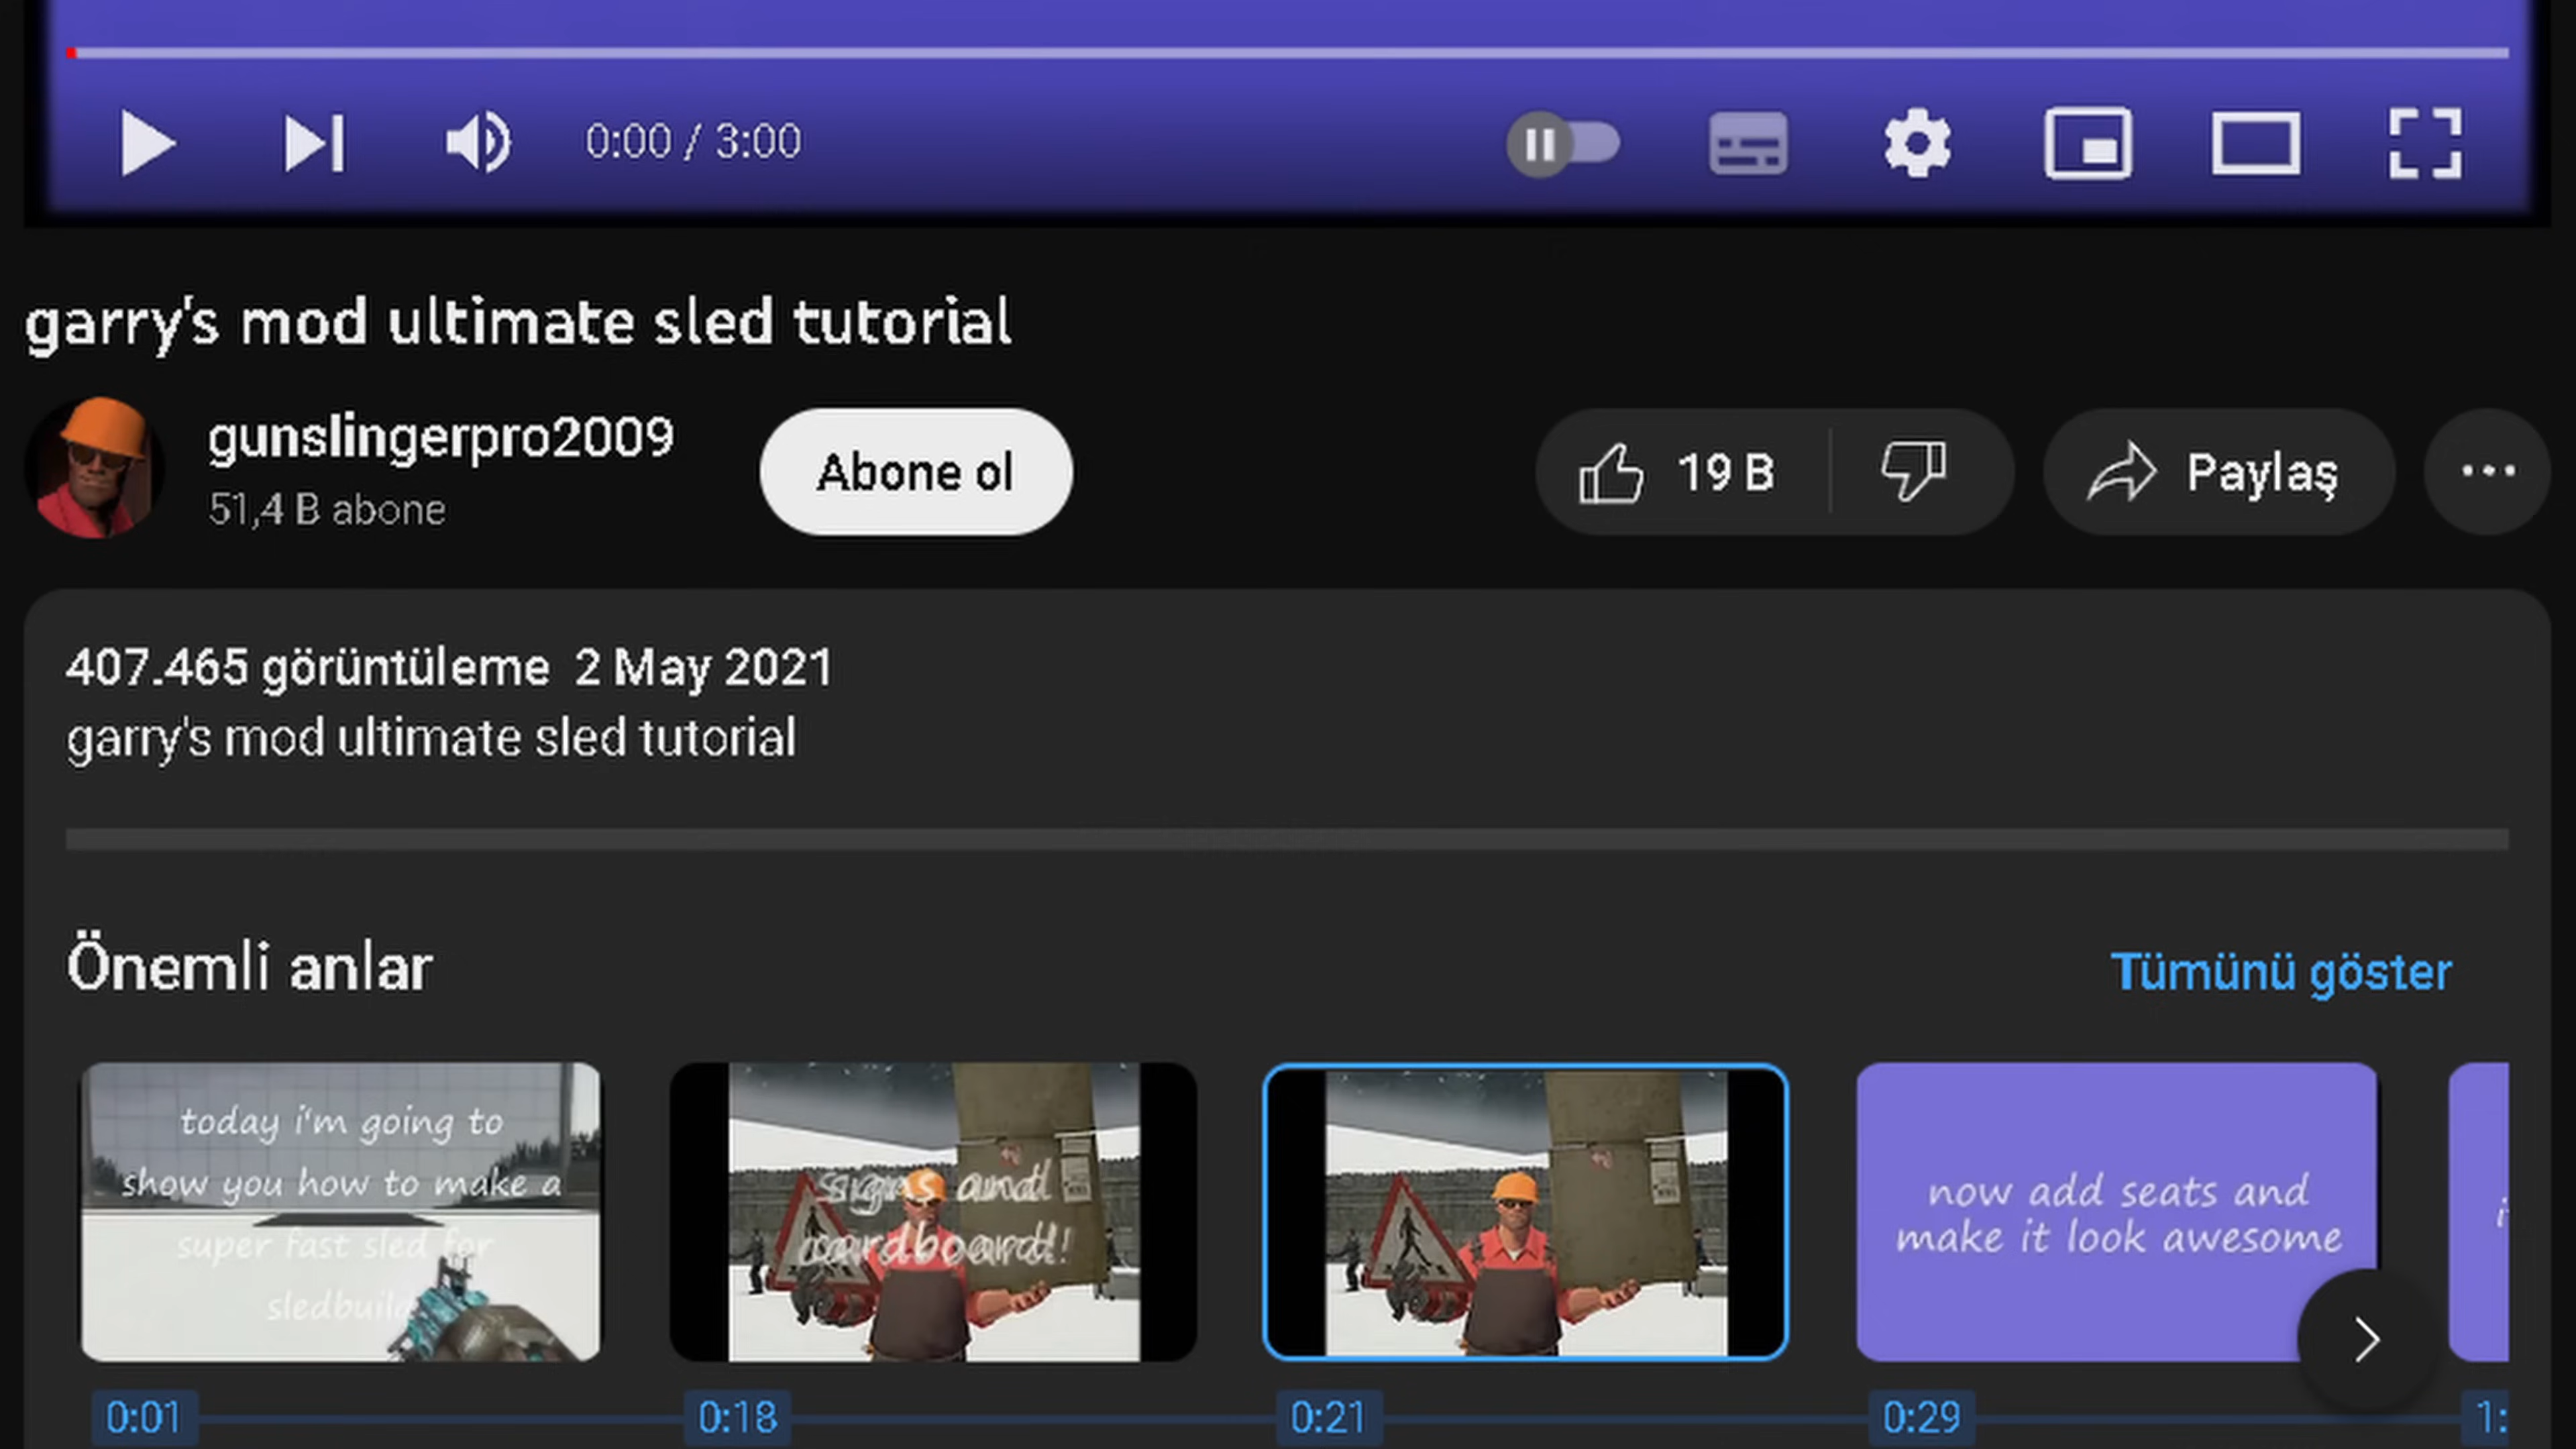 0:00 / 3:00
garry's mod ultimate sled tutorial
gunslingerpro2009
51,4 B abone
Abone ol
19 B
Paylaş
407.465 görüntüleme 2 May 2021
garry's mod ultimate sled tutorial
Önemli anlar
Tümünü göster
today i'm going to
show you how to make a
super fast sled for
signs and
cardboard!
now add seats and
make it look awesome
0:01
0:18
0:21
0:29